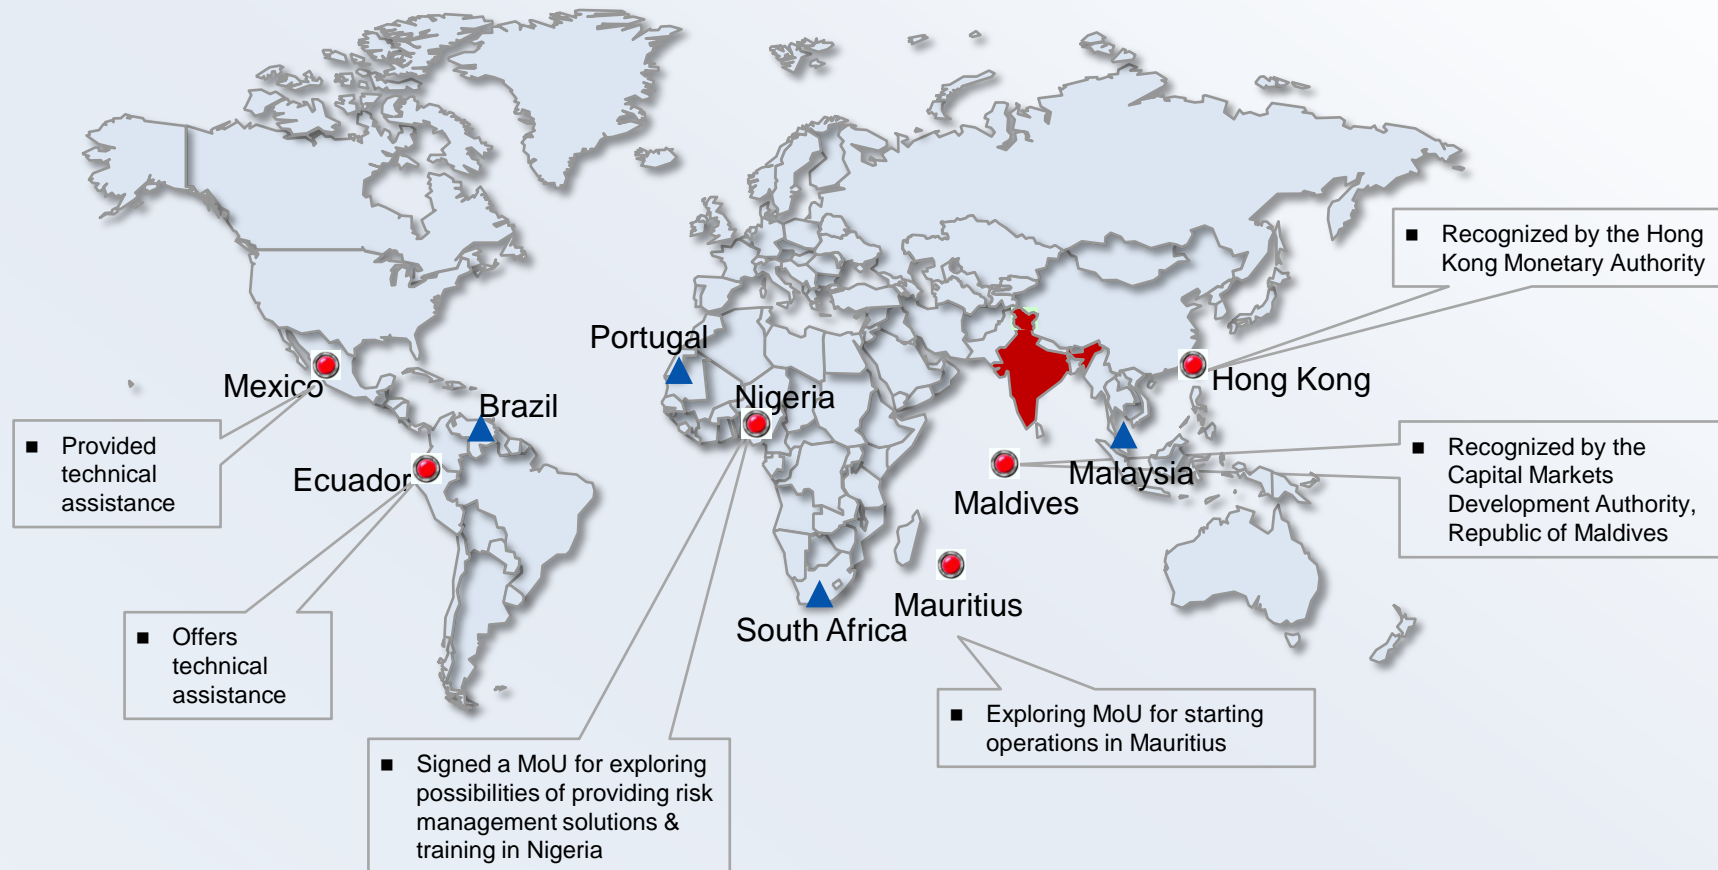 ■ Recognized by the Hong
Kong Monetary Authority
Portugal
Hong Kong
Mexico
Nigeria
Brazil
■ Provided
technical
assistance
■ Recognized by the
Capital Markets
Development Authority,
Republic of Maldives
Ecuador
Malaysia
Maldives
Mauritius
South Africa
■ Offers
technical
assistance
■ Exploring MoU for starting
operations in Mauritius
■ Signed a MoU for exploring
possibilities of providing risk
management solutions &
training in Nigeria